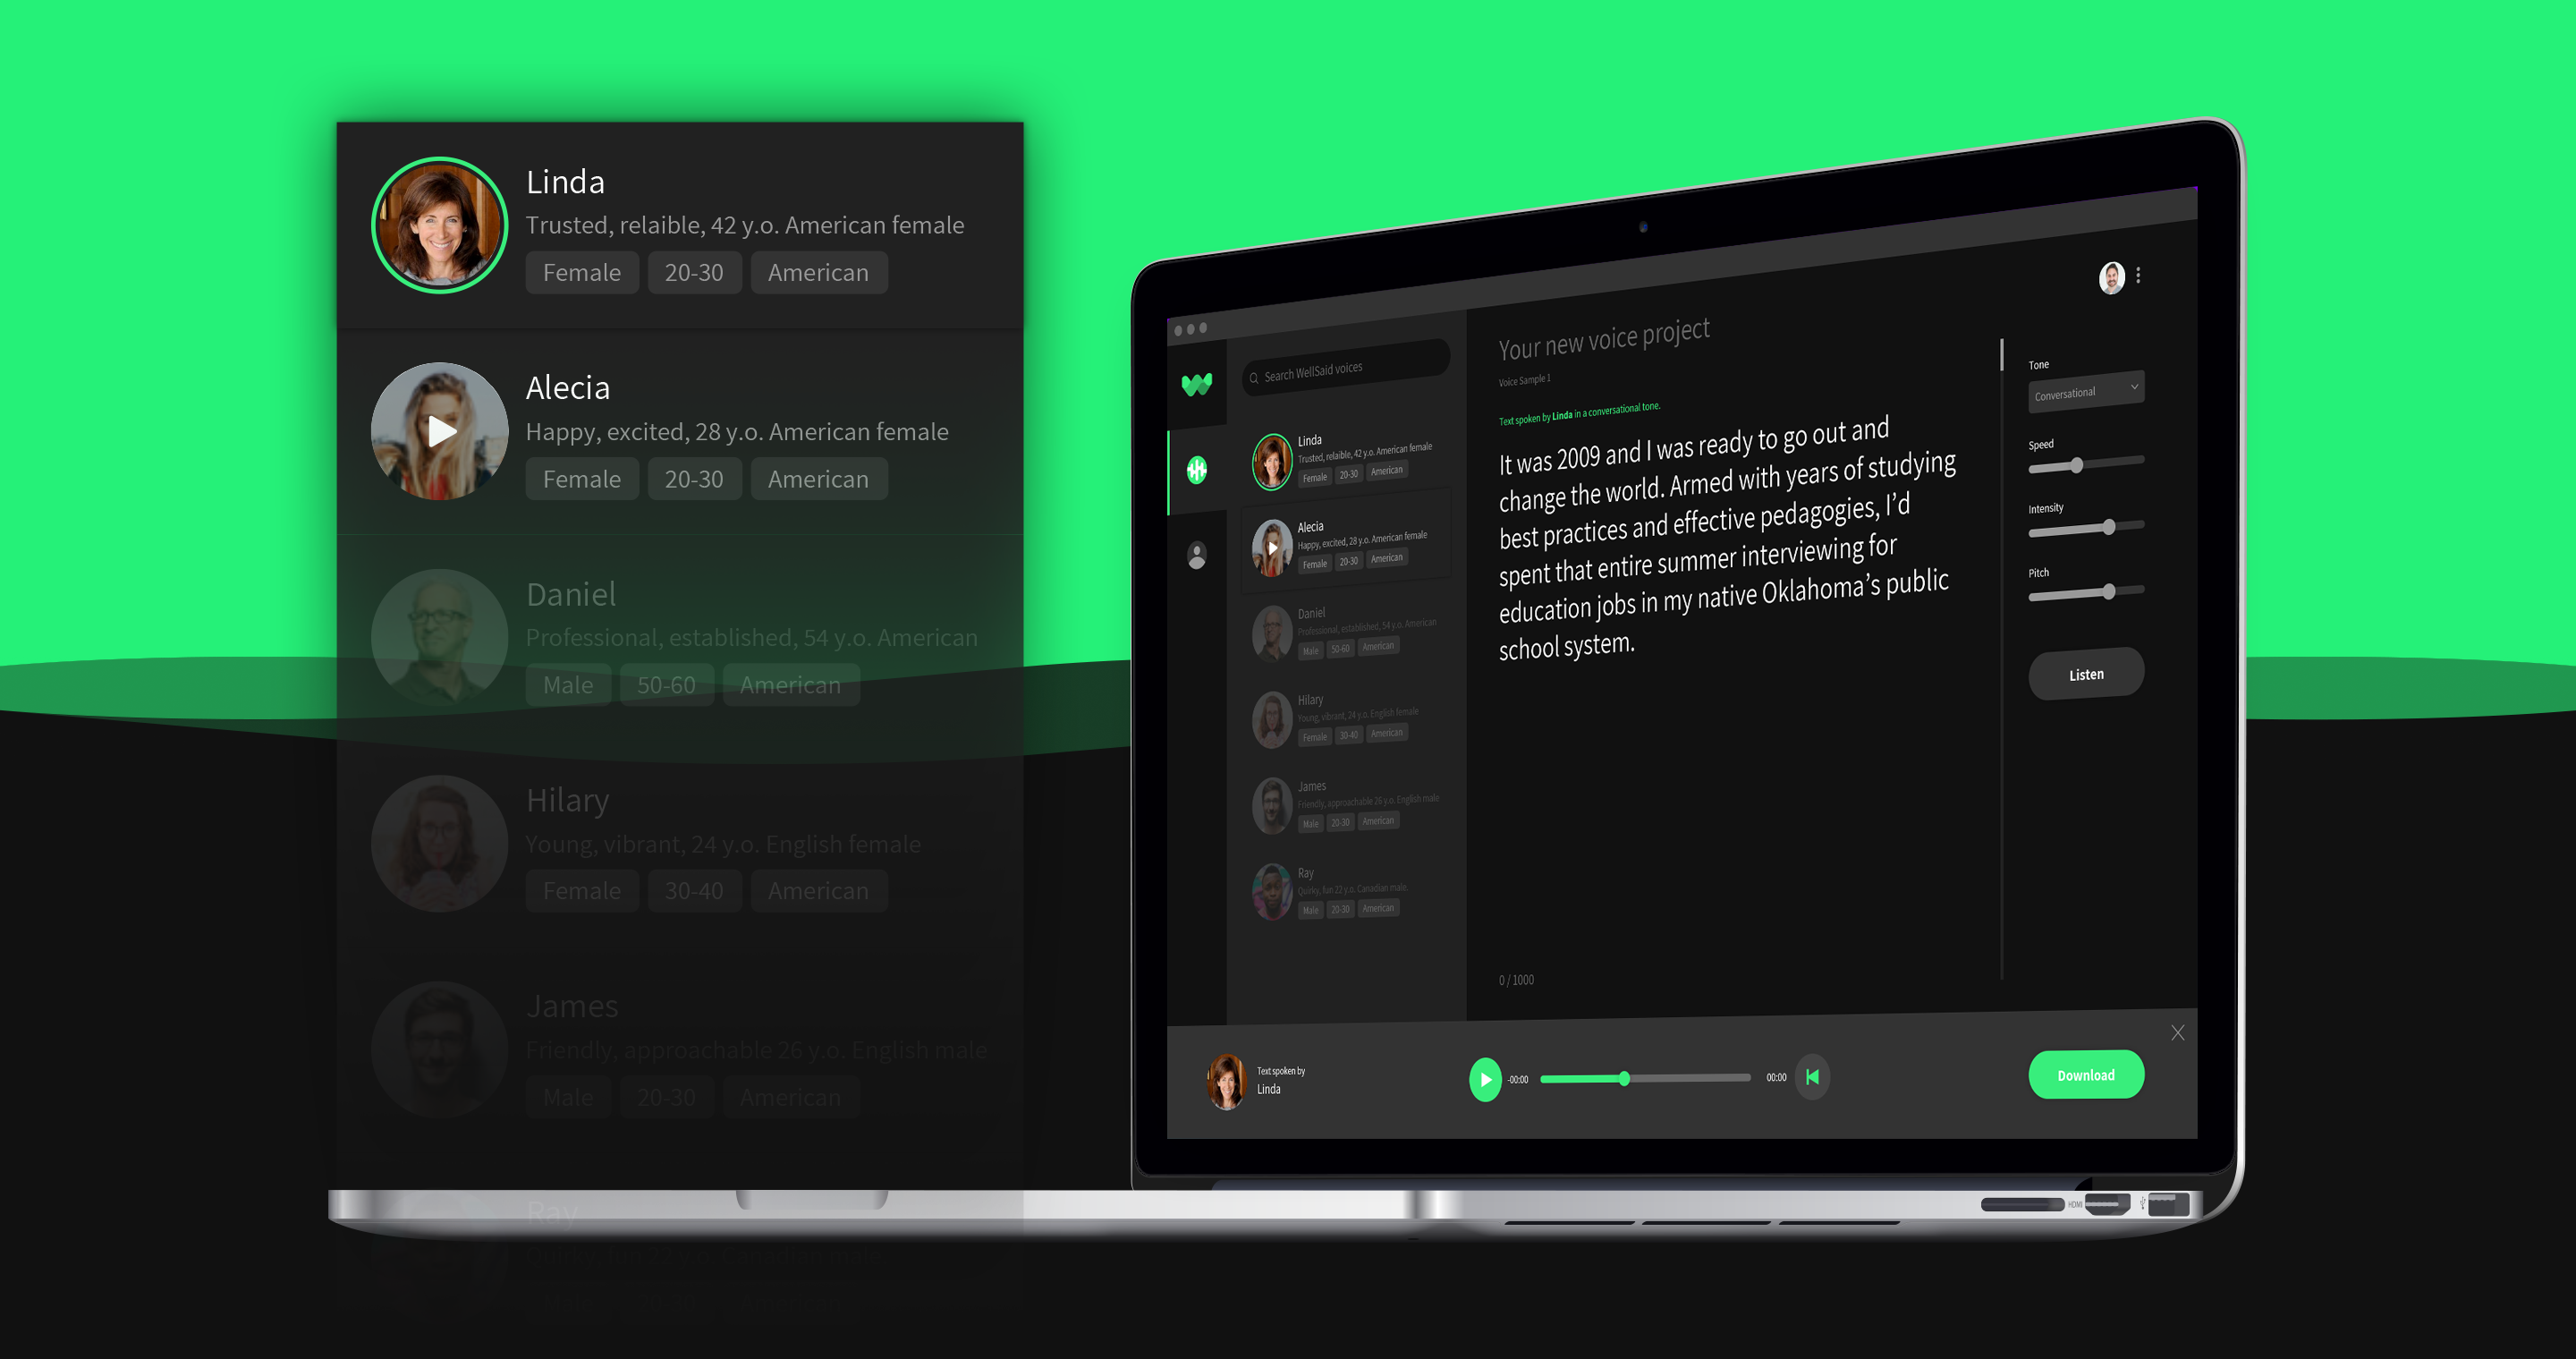 Linda
Trusted, relaible, 42 y.o. American female
Female 20-30 American
Alecia
Happy, excited, 28 y.o. American female
Female 20-30 American
Daniel
Professional, established, 54 y.o. American
Male 50-60 American
Hilary
Young, vibrant, 24 y.o. English female
Female 30-40 American
James
Friendly, approachable 26 y.o. English male
Male 20-30 American
Ray
Search WellSaid voices
Linda
Trusted, relaible, 42 y.o. American female
Female 20-30 American
Alecia
Happy, excited, 28 y.o. American female
Female 20-30 American
Daniel
Professional, established, 54 y.o. American
Male 50-60 American
Hilary
Young, vibrant, 24 y.o. English female
Female 30-40 American
James
Friendly, approachable 26 y.o. English male
Male 20-30 American
Ray
Quirky, fun 22 y.o. Canadian male.
Male 20-30 American
Your new voice project
Voice Sample 1
Text spoken by Linda in a conversational tone.
It was 2009 and I was ready to go out and
change the world. Armed with years of studying
best practices and effective pedagogies, I’d
spent that entire summer interviewing for
education jobs in my native Oklahoma’s public
school system.
0 / 1000
Tone
Conversational
Speed
Intensity
Pitch
Listen
Text spoken by
Linda
-00:00
00:00
X
Download
HDMI